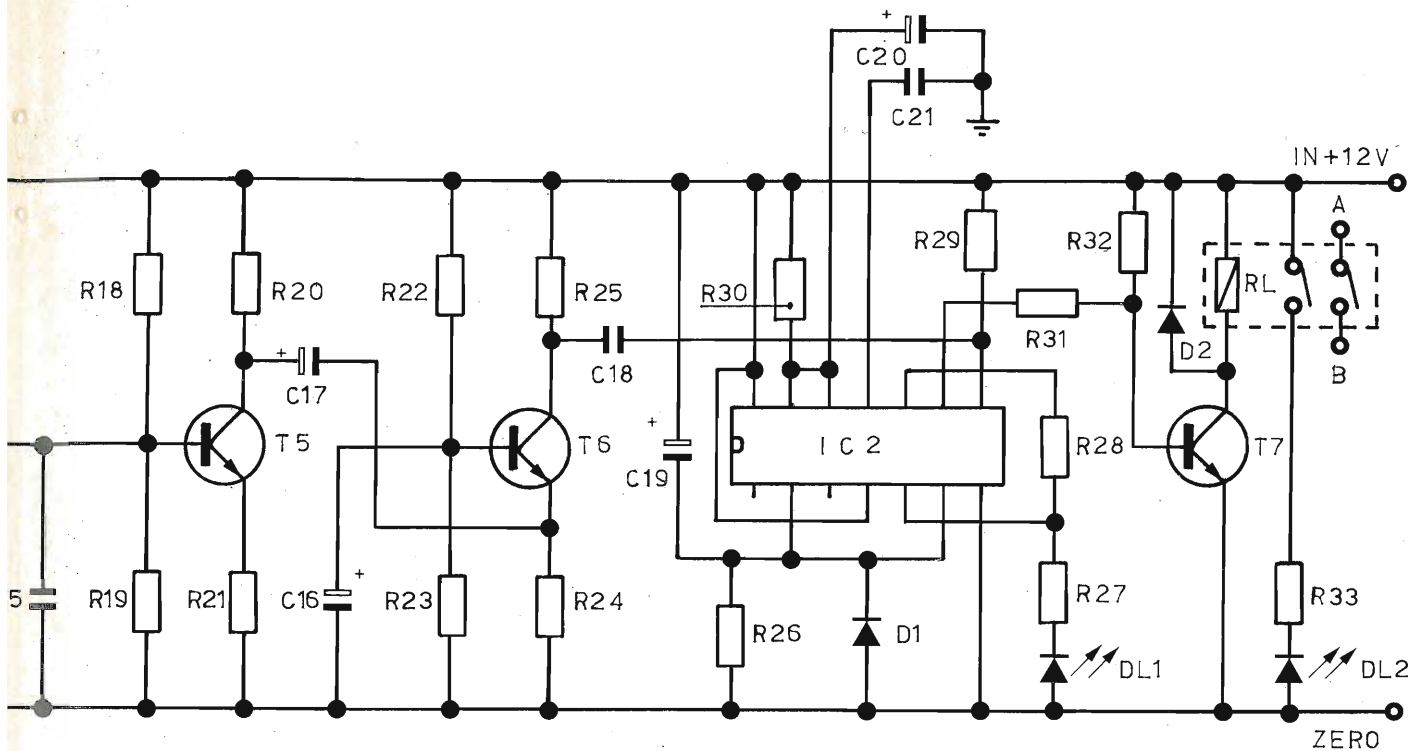 +
C20
C21
IN+12V
A
R18
R20
R22
R25
R30
R29
R32
RL
R31
D2
B
+
C17
C18
+
T5
T6
C19
IC2
R28
T7
5
R19
R21
C16
+
R23
R24
R26
D1
R27
R33
DL1
DL2
ZERO